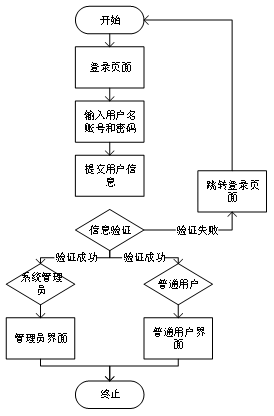 开始
登录页面
输入用户名
账号和密码
提交用户信
息
跳转登录页
面
信息验证
验证失败
验证成功
验证成功
系统管理
员
普通用户
管理员界面
普通用户界
面
终止